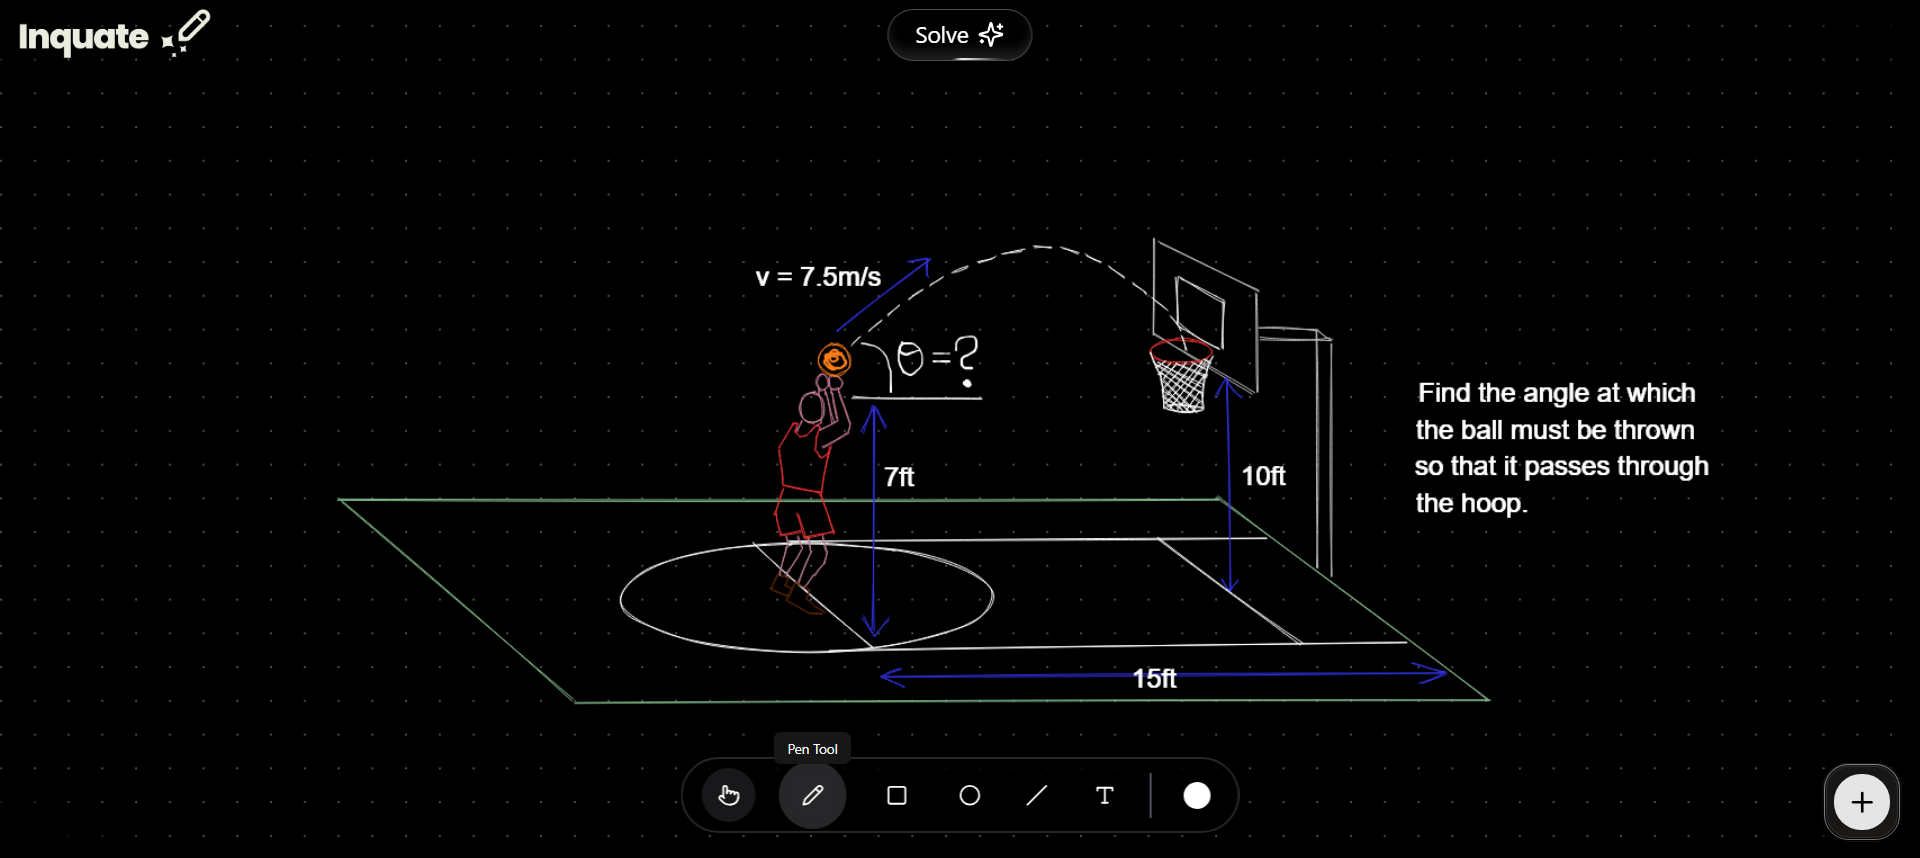 Inquate
Solve
v = 7.5m/s
θ = ?
7ft
10ft
Find the angle at which
the ball must be thrown
so that it passes through
the hoop.
15ft
Pen Tool
T